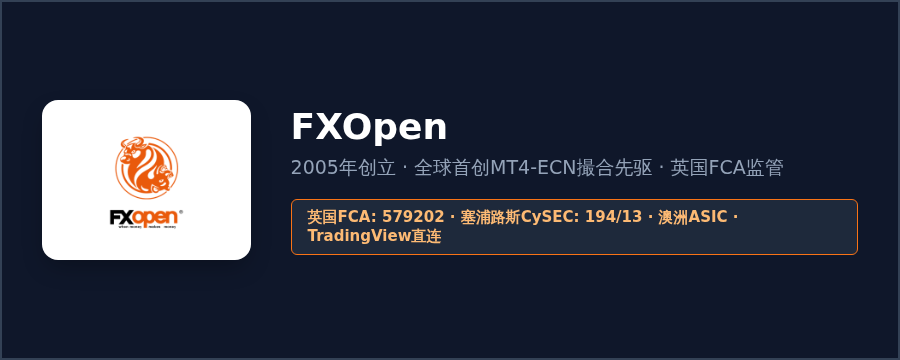 FXOpen
2005年创立 · 全球首创MT4-ECN撮合先驱 · 英国FCA监管
英国FCA: 579202 · 塞浦路斯CySEC: 194/13 · 澳洲ASIC ·
TradingView直连
FXopen®